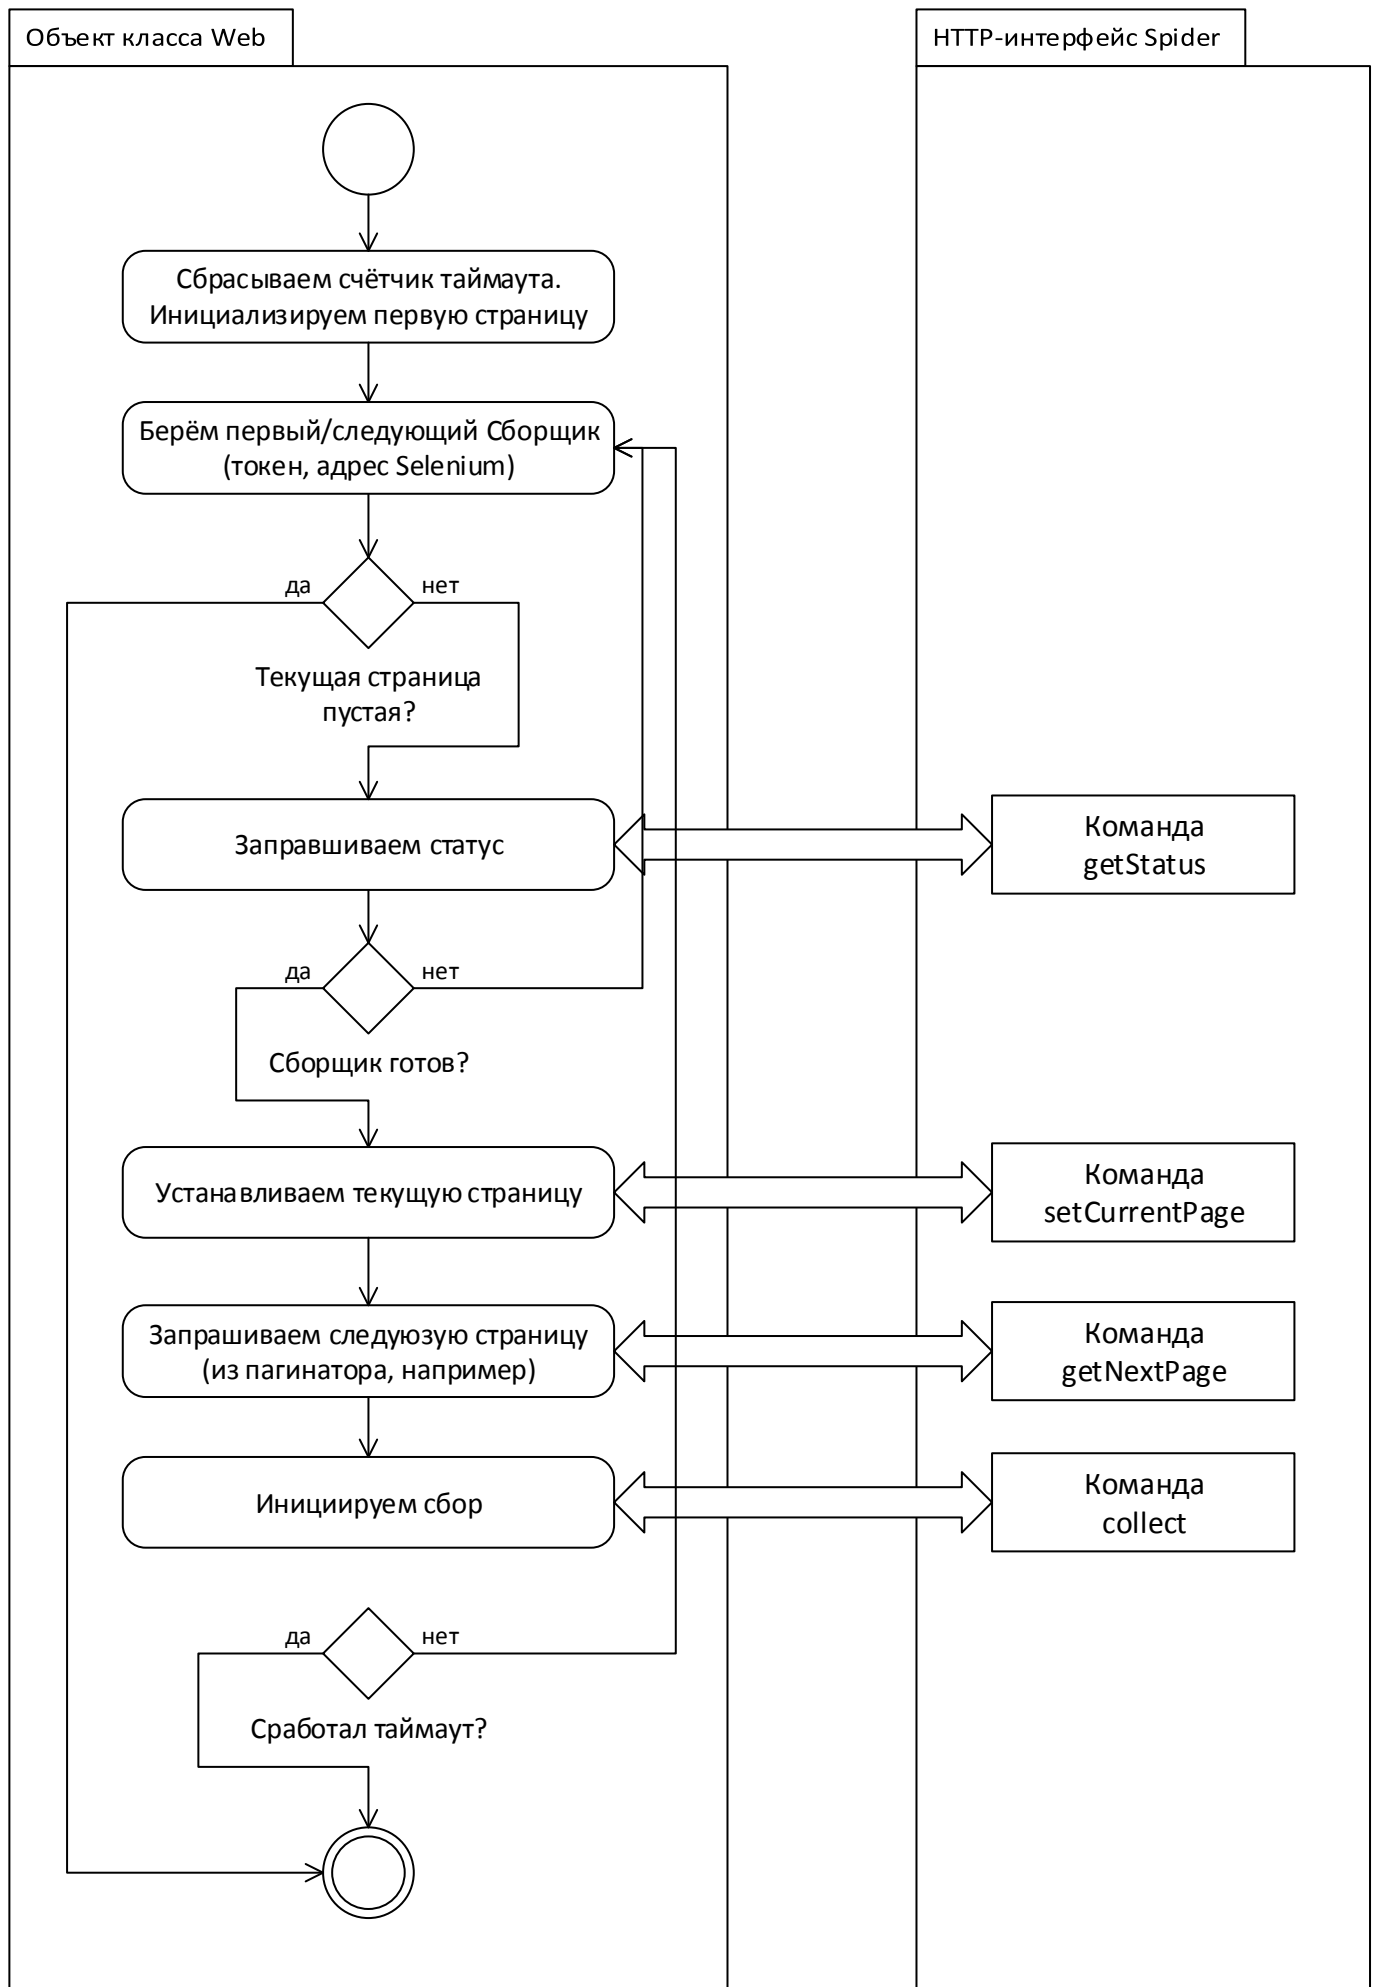 Объект класса Web
HTTP-интерфейс Spider
Сбрасываем счётчик таймаута.
Инициализируем первую страницу
Берём первый/следующий Сборщик
(токен, адрес Selenium)
да
нет
Текущая страница
пустая?
Заправшиваем статус
Команда
getStatus
да
нет
Сборщик готов?
Устанавливаем текущую страницу
Команда
setCurrentPage
Запрашиваем следуюзую страницу
(из пагинатора, например)
Команда
getNextPage
Инициируем сбор
Команда
collect
да
нет
Сработал таймаут?